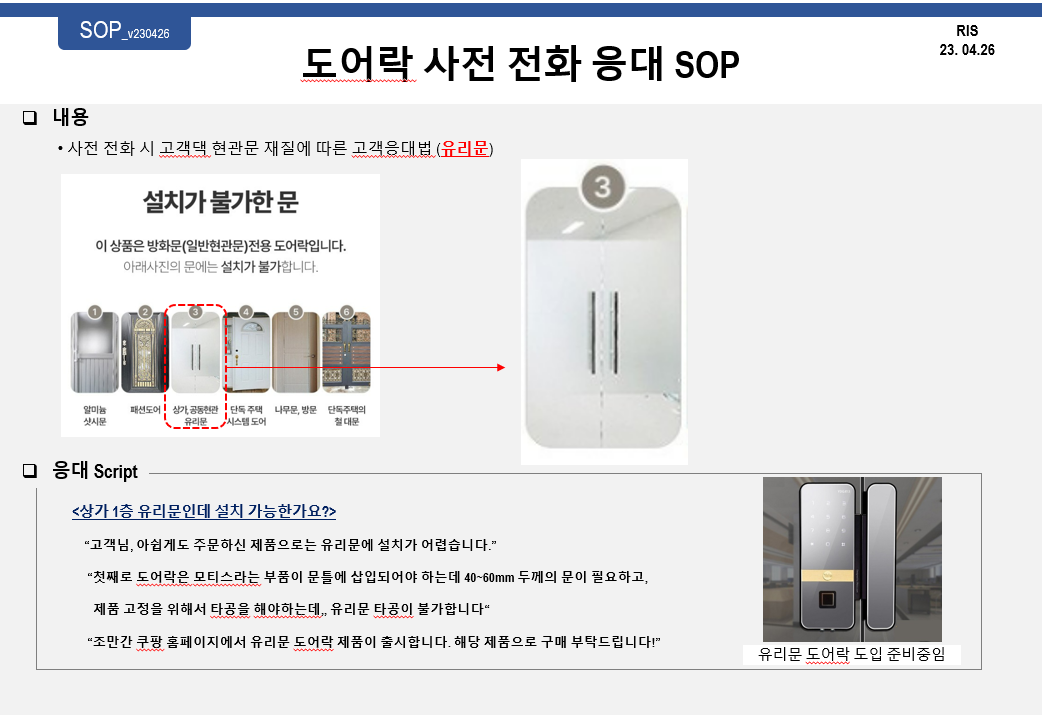 SOP_v230426
RIS
23. 04.26
도어락 사전 전화 응대 SOP
내용
• 사전 전화 시 고객댁 현관문 재질에 따른 고객응대법 (유리문)
설치가 불가한 문
이 상품은 방화문(일반현관문)전용 도어락입니다.
아래사진의 문에는 설치가 불가합니다.
1 2 3 4 5 6
알미늄 샷시문
패션도어
상가, 공동현관 유리문
단독 주택 시스템 도어
나무문, 방문
단독주택의 철 대문
3
응대 Script
<상가 1층 유리문인데 설치 가능한가요?>
“고객님, 아쉽게도 주문하신 제품으로는 유리문에 설치가 어렵습니다.”
“첫째로 도어락은 모티스라는 부품이 문틀에 삽입되어야 하는데 40~60mm 두께의 문이 필요하고,
제품 고정을 위해서 타공을 해야하는데,, 유리문 타공이 불가합니다“
“조만간 쿠팡 홈페이지에서 유리문 도어락 제품이 출시합니다. 해당 제품으로 구매 부탁드립니다!”
유리문 도어락 도입 준비중임